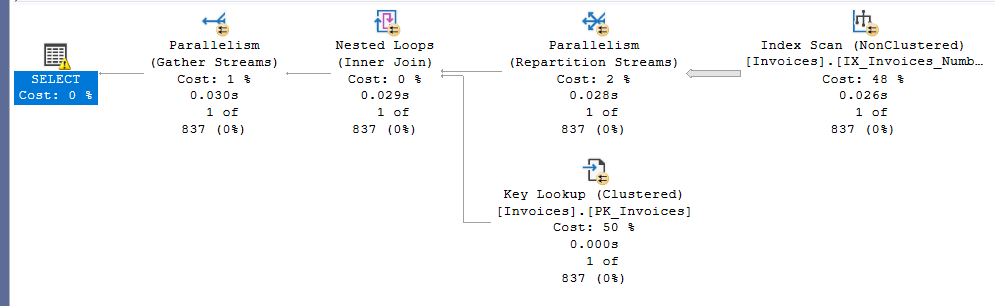 SELECT
Cost: 0 %
Parallelism
(Gather Streams)
Cost: 1 %
0.030s
1 of
837 (0%)
Nested Loops
(Inner Join)
Cost: 0 %
0.029s
1 of
837 (0%)
Parallelism
(Repartition Streams)
Cost: 2 %
0.028s
1 of
837 (0%)
Index Scan (NonClustered)
[Invoices].[IX_Invoices_Numb…
Cost: 48 %
0.026s
1 of
837 (0%)
Key Lookup (Clustered)
[Invoices].[PK_Invoices]
Cost: 50 %
0.000s
1 of
837 (0%)